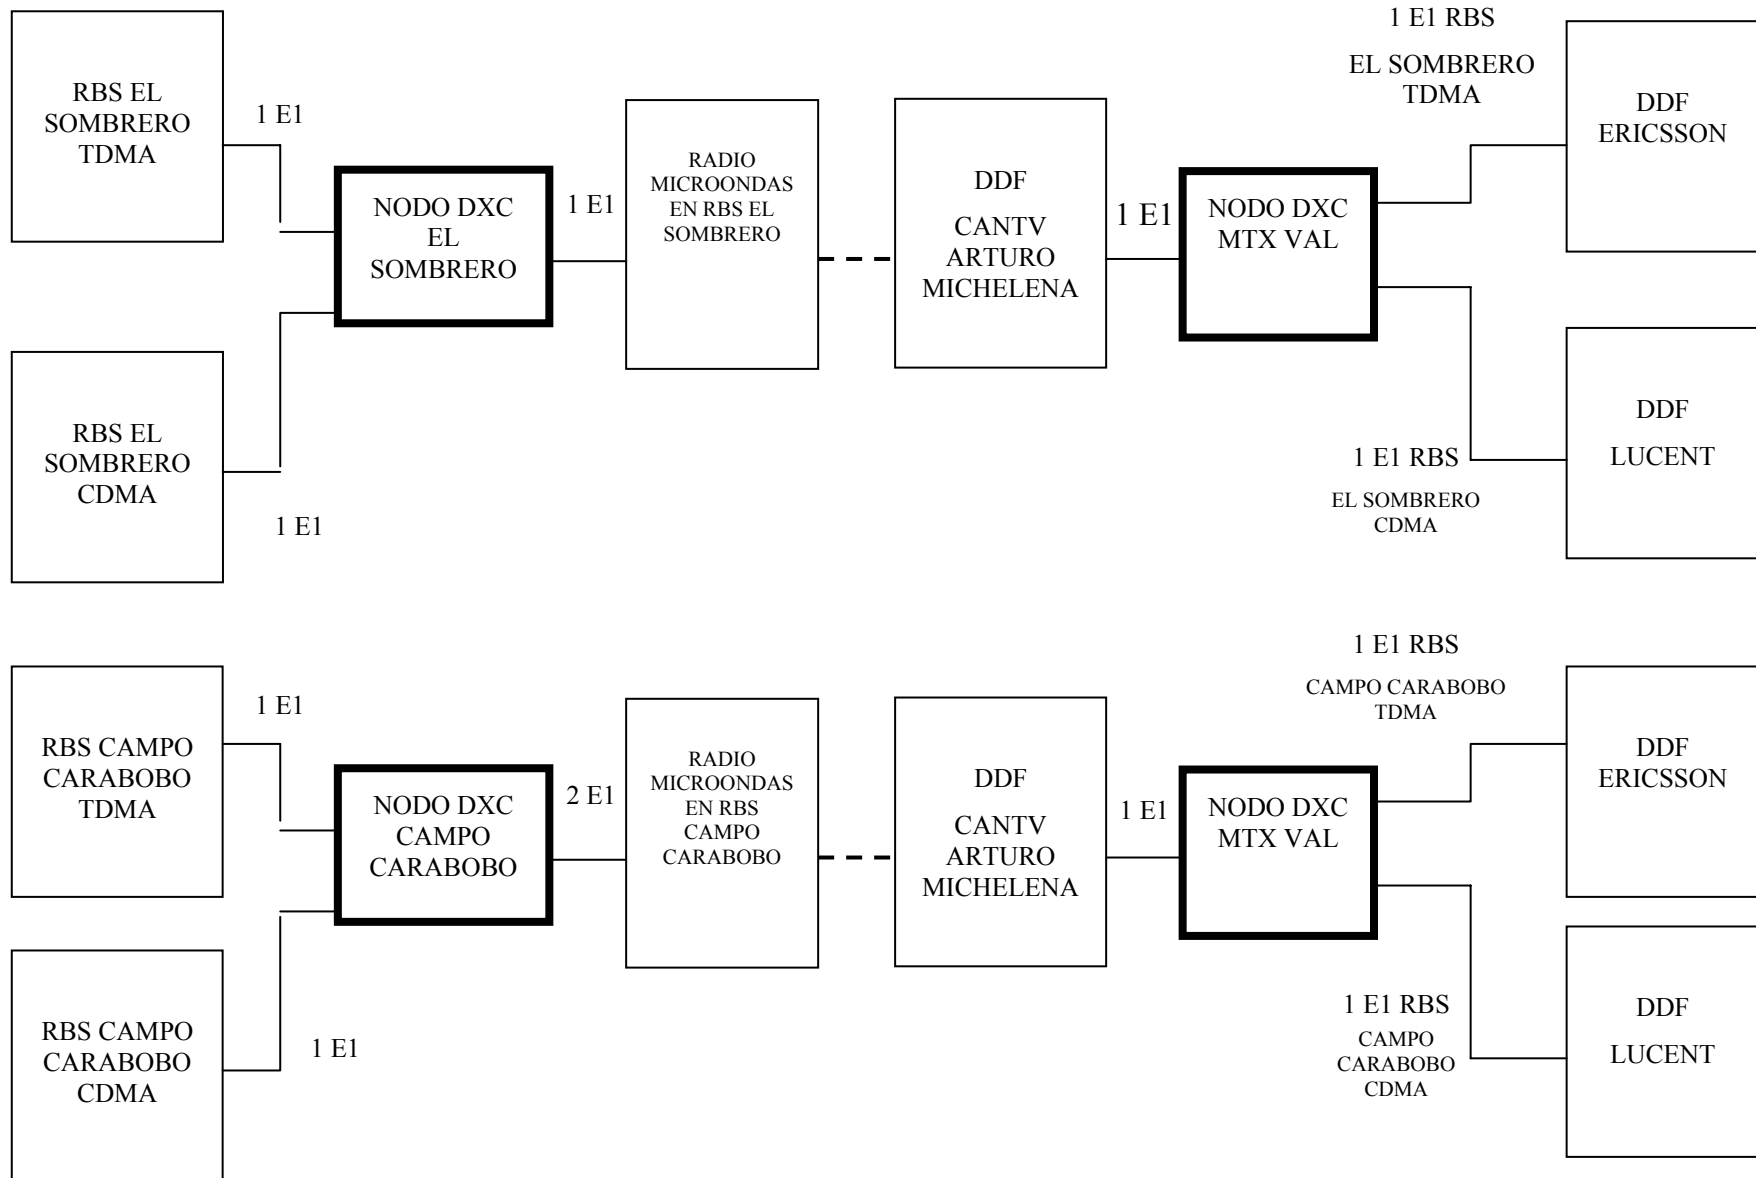 1 E1 RBS
EL SOMBRERO
TDMA
RBS EL
SOMBRERO
TDMA
1 E1
NODO DXC
EL
SOMBRERO
1 E1
RADIO
MICROONDAS
EN RBS EL
SOMBRERO
DDF
CANTV
ARTURO
MICHELENA
1 E1
NODO DXC
MTX VAL
DDF
ERICSSON
RBS EL
SOMBRERO
CDMA
1 E1
1 E1 RBS
EL SOMBRERO
CDMA
DDF
LUCENT
1 E1 RBS
CAMPO CARABOBO
TDMA
RBS CAMPO
CARABOBO
TDMA
1 E1
NODO DXC
CAMPO
CARABOBO
2 E1
RADIO
MICROONDAS
EN RBS
CAMPO
CARABOBO
DDF
CANTV
ARTURO
MICHELENA
1 E1
NODO DXC
MTX VAL
DDF
ERICSSON
RBS CAMPO
CARABOBO
CDMA
1 E1
1 E1 RBS
CAMPO
CARABOBO
CDMA
DDF
LUCENT